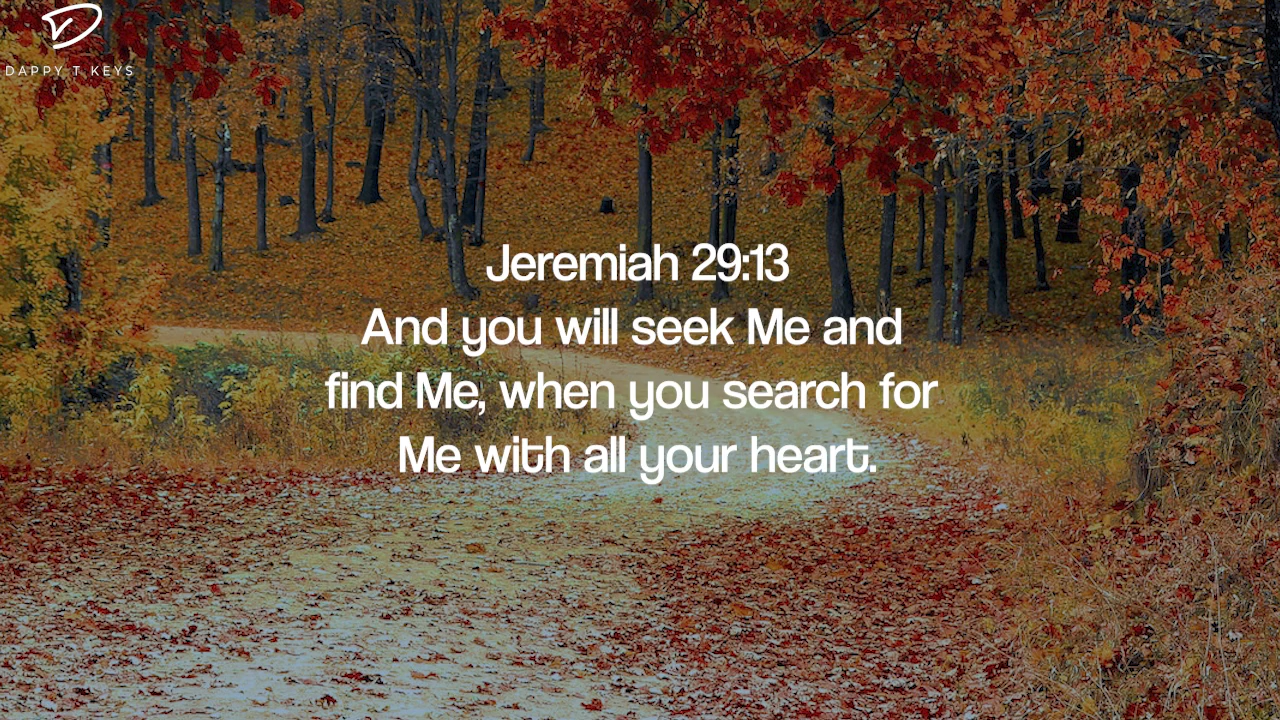 DAPPY T KEYS
Jeremiah 29:13
And you will seek Me and
find Me, when you search for
Me with all your heart.